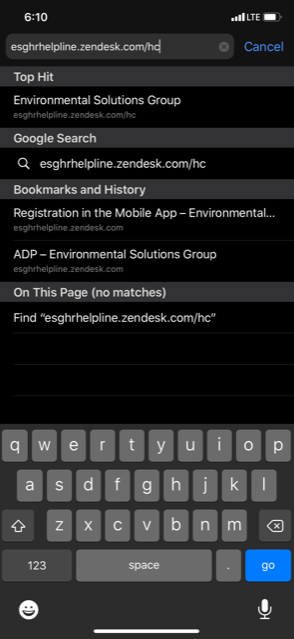 6:10 LTE
esghrhelpline.zendesk.com/hc Cancel
Top Hit
Environmental Solutions Group
esghrhelpline.zendesk.com/hc
Google Search
esghrhelpline.zendesk.com/hc
Bookmarks and History
Registration in the Mobile App – Environmental...
esghrhelpline.zendesk.com
ADP – Environmental Solutions Group
esghrhelpline.zendesk.com
On This Page (no matches)
Find “esghrhelpline.zendesk.com/hc”
q w e r t y u i o p
a s d f g h j k l
z x c v b n m
123 space . go